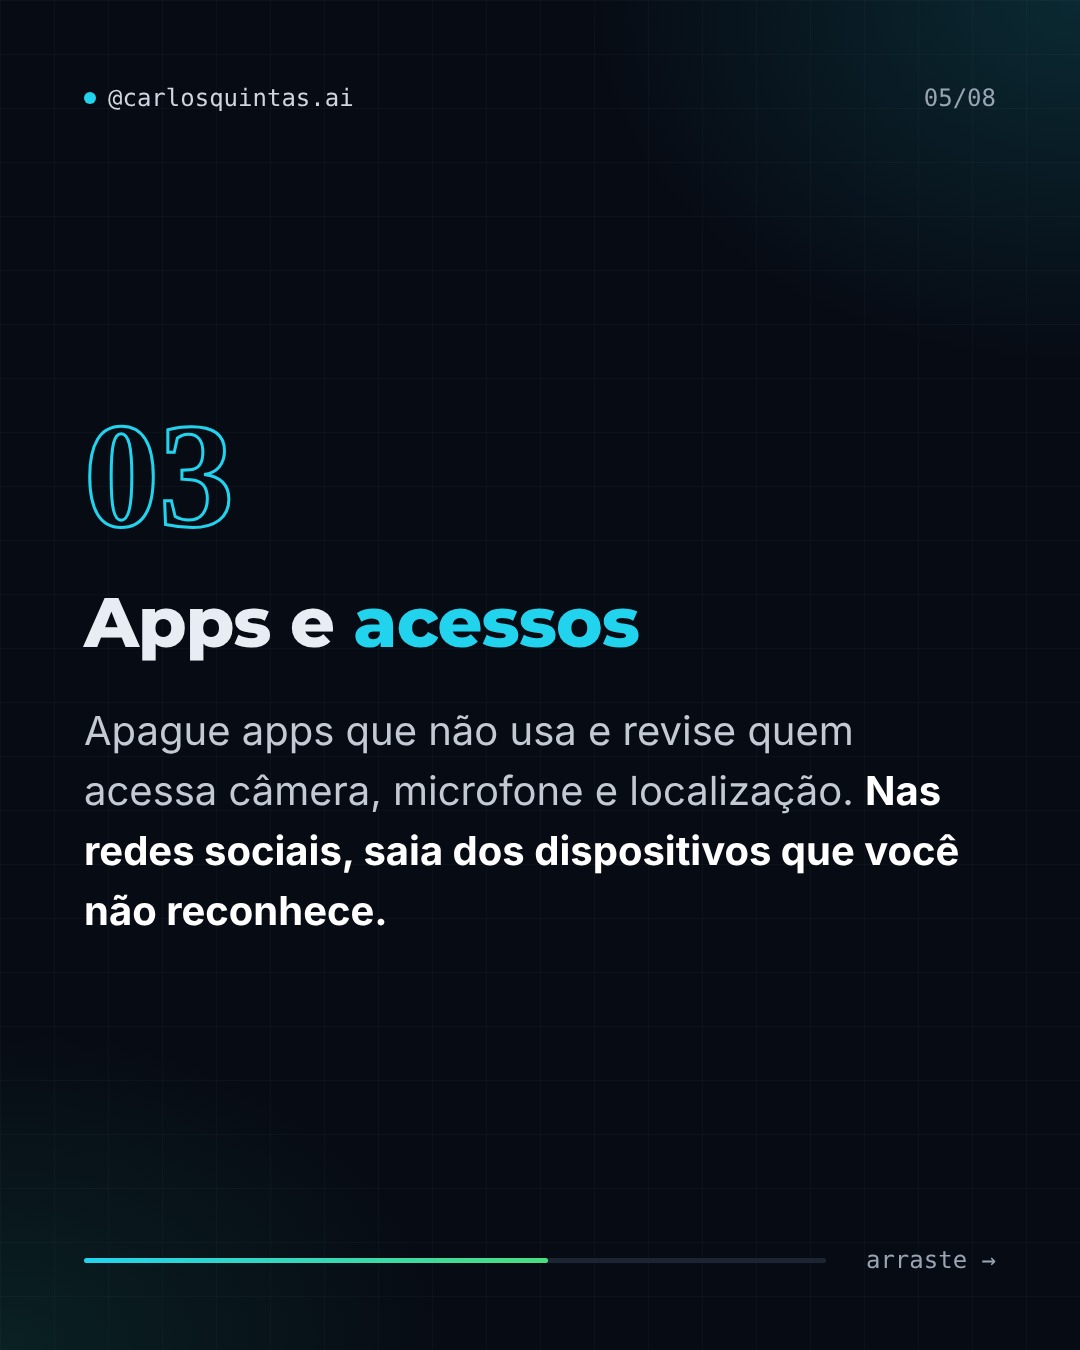 @carlosquintas.ai
05/08
03
Apps e acessos
Apague apps que não usa e revise quem
acessa câmera, microfone e localização. Nas
redes sociais, saia dos dispositivos que você
não reconhece.
arraste →